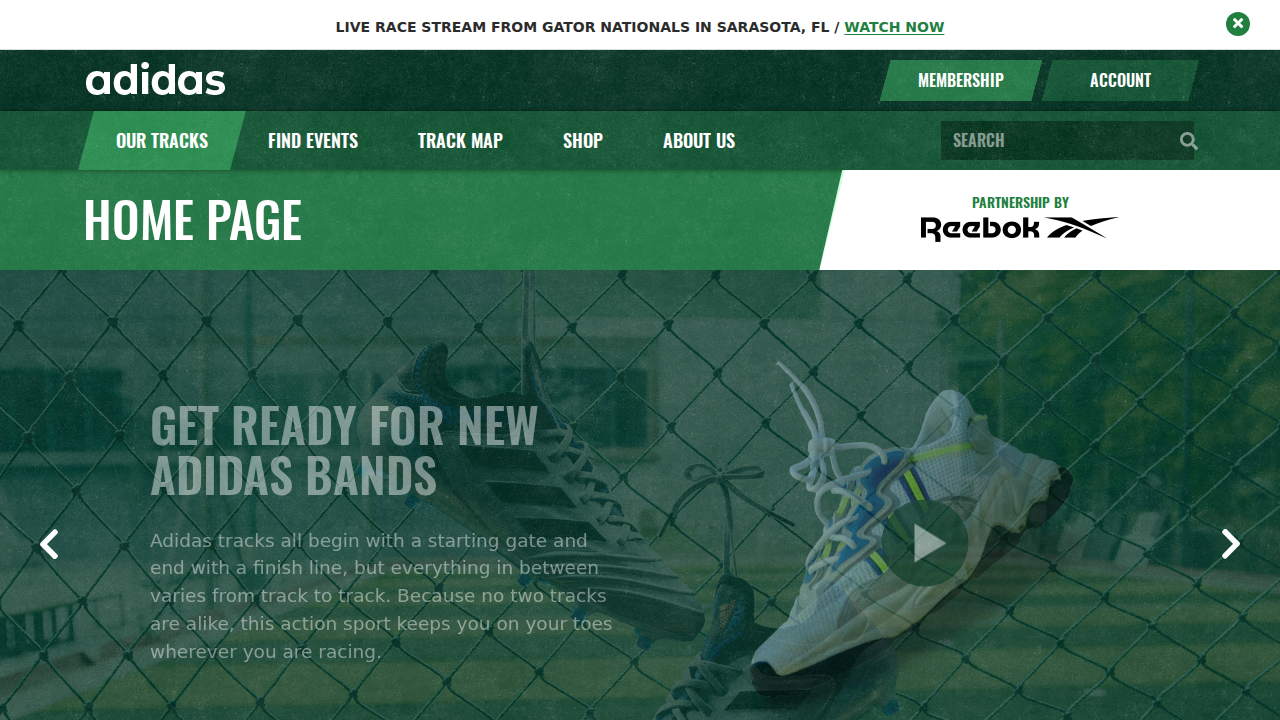 LIVE RACE STREAM FROM GATOR NATIONALS IN SARASOTA, FL / WATCH NOW
adidas
MEMBERSHIP
ACCOUNT
OUR TRACKS
FIND EVENTS
TRACK MAP
SHOP
ABOUT US
SEARCH
HOME PAGE
PARTNERSHIP BY
Reebok
GET READY FOR NEW
ADIDAS BANDS
Adidas tracks all begin with a starting gate and
end with a finish line, but everything in between
varies from track to track. Because no two tracks
are alike, this action sport keeps you on your toes
wherever you are racing.